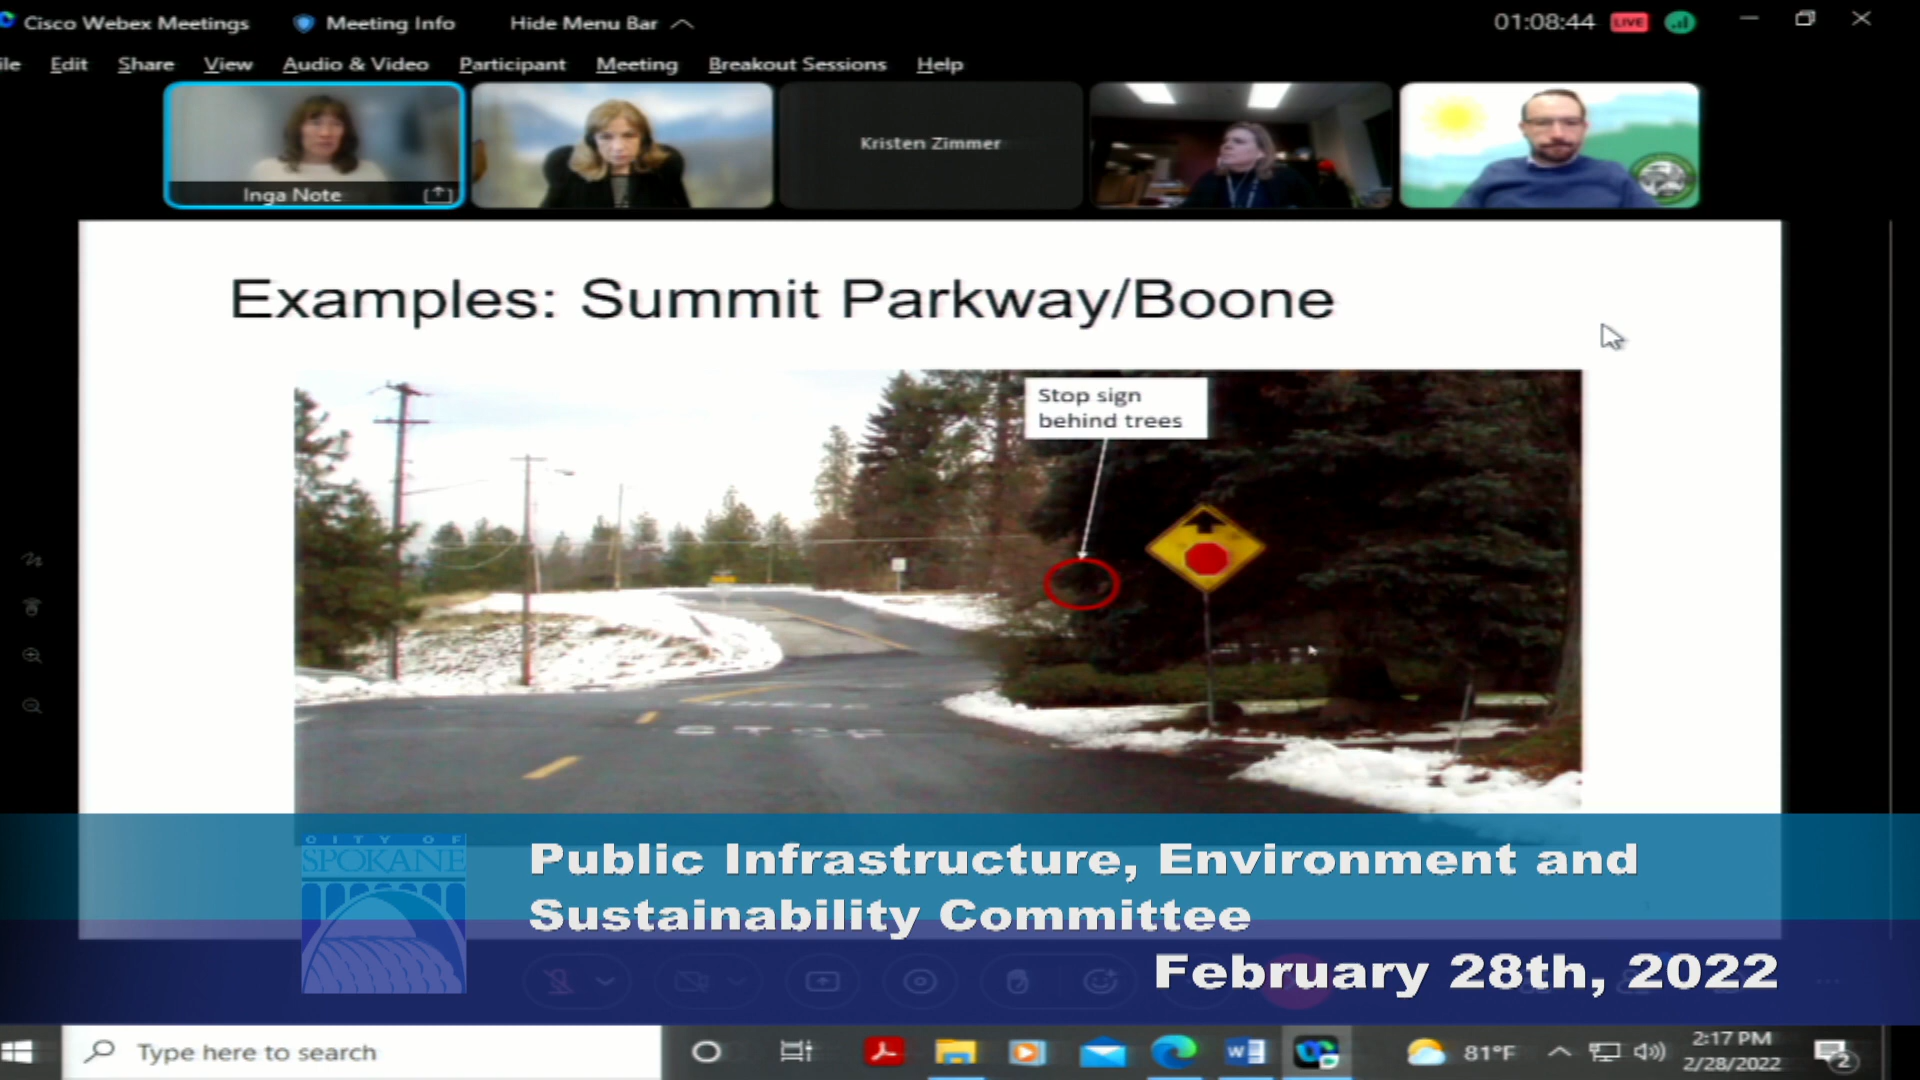 Cisco Webex Meetings
Meeting Info
Hide Menu Bar
01:08:44
LIVE
ile Edit Share View Audio & Video Participant Meeting Breakout Sessions Help
Inga Note
Kristen Zimmer
Examples: Summit Parkway/Boone
Stop sign
behind trees
STOP
CITY OF
SPOKANE
Public Infrastructure, Environment and
Sustainability Committee
February 28th, 2022
Type here to search
81°F
2:17 PM
2/28/2022
2